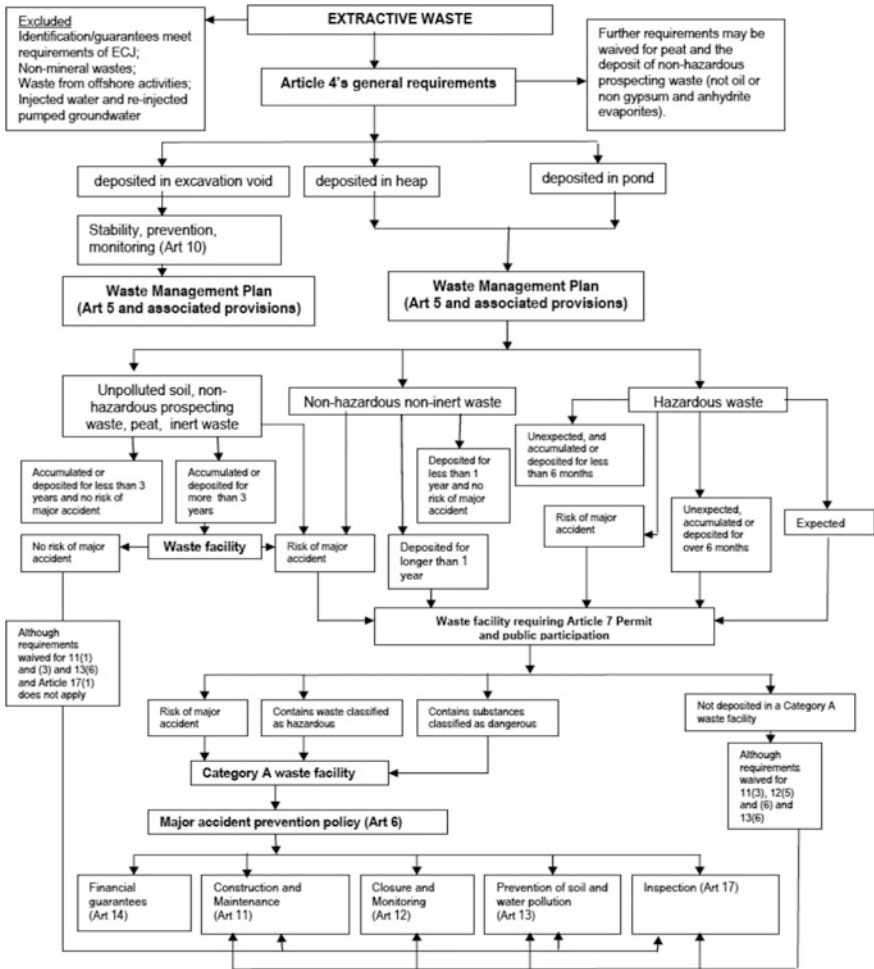 Excluded
Identification/guarantees meet
requirements of ECJ;
Non-mineral wastes;
Waste from offshore activities;
Injected water and re-injected
pumped groundwater
EXTRACTIVE WASTE
Further requirements may be
waived for peat and the
deposit of non-hazardous
prospecting waste (not oil or
non gypsum and anhydrite
evaporites).
Article 4's general requirements
deposited in excavation void
deposited in heap
deposited in pond
Stability, prevention,
monitoring (Art 10)
Waste Management Plan
(Art 5 and associated provisions)
Waste Management Plan
(Art 5 and associated provisions)
Unpolluted soil, non-
hazardous prospecting
waste, peat, inert waste
Non-hazardous non-inert waste
Hazardous waste
Accumulated or
deposited for less than 3
years and no risk of
major accident
Accumulated or
deposited for
more than 3
years
Deposited for
less than 1
year and no
risk of major
accident
Unexpected, and
accumulated or
deposited for less
than 6 months
Risk of major
accident
Unexpected,
accumulated or
deposited for
over 6 months
Expected
No risk of major
accident
Waste facility
Risk of major
accident
Deposited for
longer than 1
year
Waste facility requiring Article 7 Permit
and public participation
Although
requirements
waived for 11(1)
and (3) and 13(6)
and Article 17(1)
does not apply
Risk of major
accident
Contains waste classified
as hazardous
Contains substances
classified as dangerous
Not deposited in a Category A
waste facility
Category A waste facility
Although
requirements
waived for
11(3), 12(5)
and (6) and
13(6)
Major accident prevention policy (Art 6)
Financial
guarantees
(Art 14)
Construction and
Maintenance
(Art 11)
Closure and
Monitoring
(Art 12)
Prevention of soil and
water pollution
(Art 13)
Inspection (Art 17)